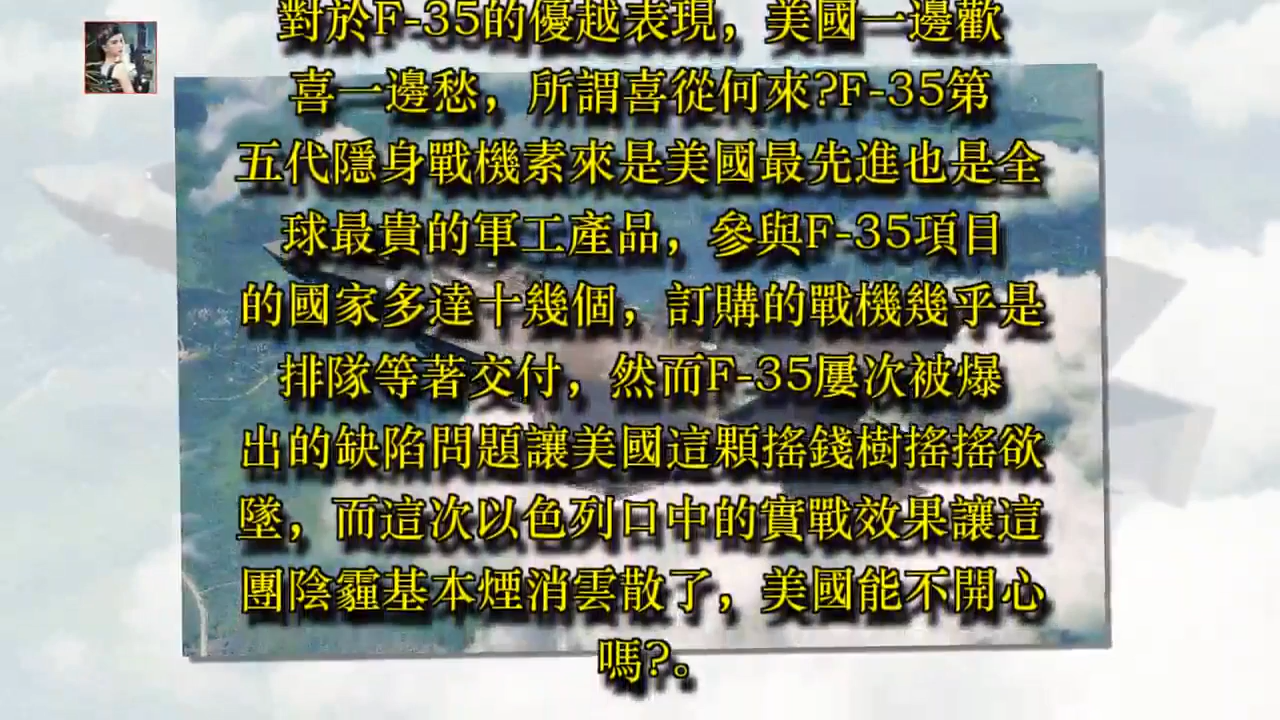 對於F-35的優越表現，美國一邊歡
喜一邊愁，所謂喜從何來?F-35第
五代隱身戰機素來是美國最先進也是全
球最貴的軍工產品，參與F-35項目
的國家多達十幾個，訂購的戰機幾乎是
排隊等著交付，然而F-35屢次被爆
出的缺陷問題讓美國這顆搖錢樹搖搖欲
墜，而這次以色列口中的實戰效果讓這
團陰霾基本煙消雲散了，美國能不開心
嗎?。